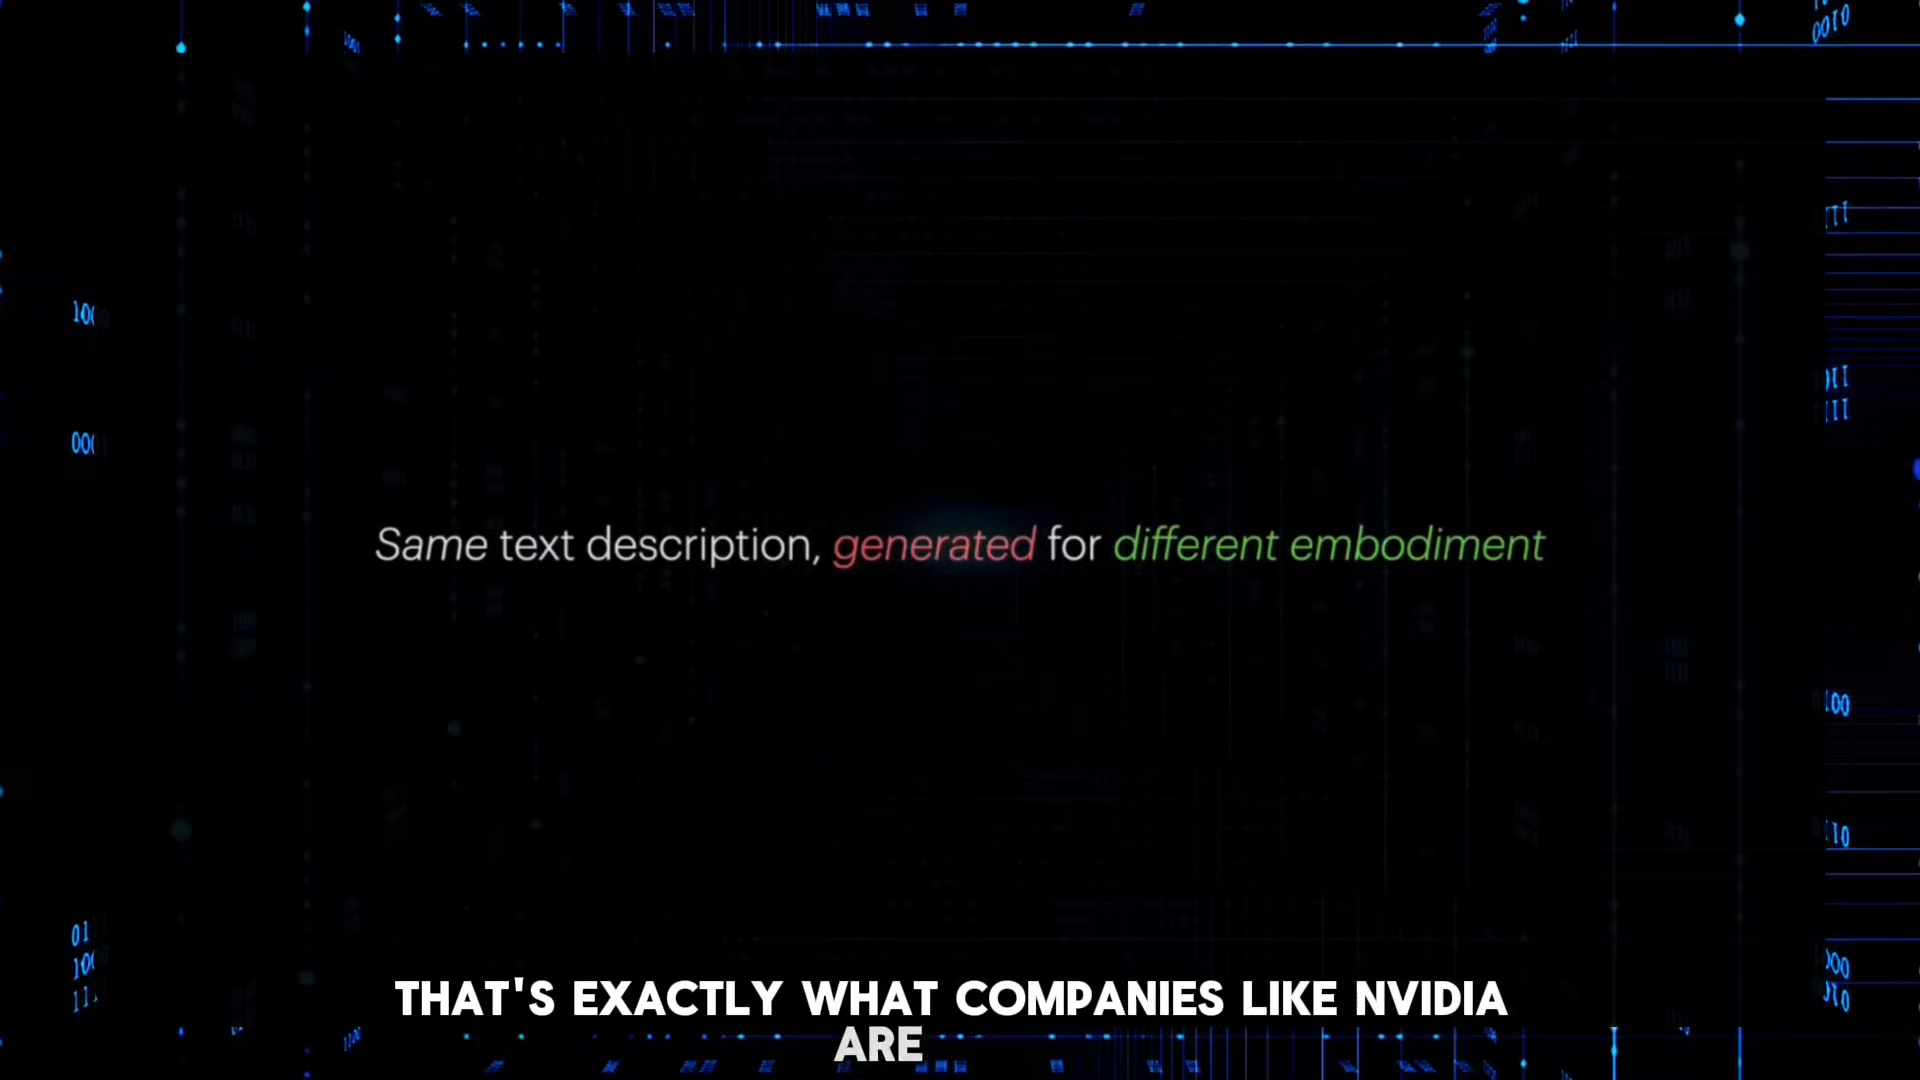 Same text description, generated for different embodiment
THAT'S EXACTLY WHAT COMPANIES LIKE NVIDIA
ARE